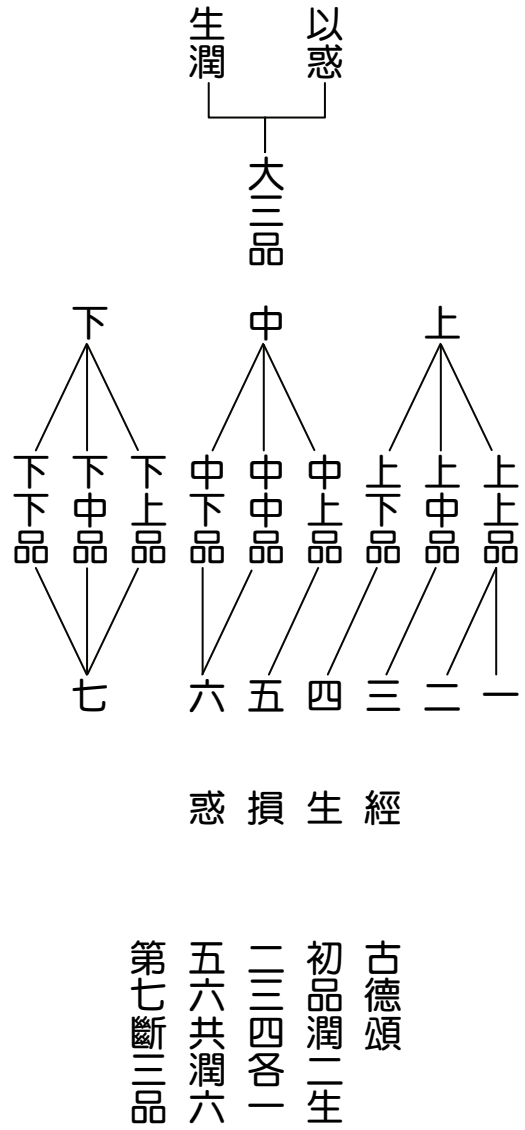 以惑
生潤
大三品
上
中
下
上上品
上中品
上下品
中上品
中中品
中下品
下上品
下中品
下下品
一
二
三
四
五
六
七
經
生
損
惑
古德頌
初品潤二生
二三四各一
五六共潤六
第七斷三品